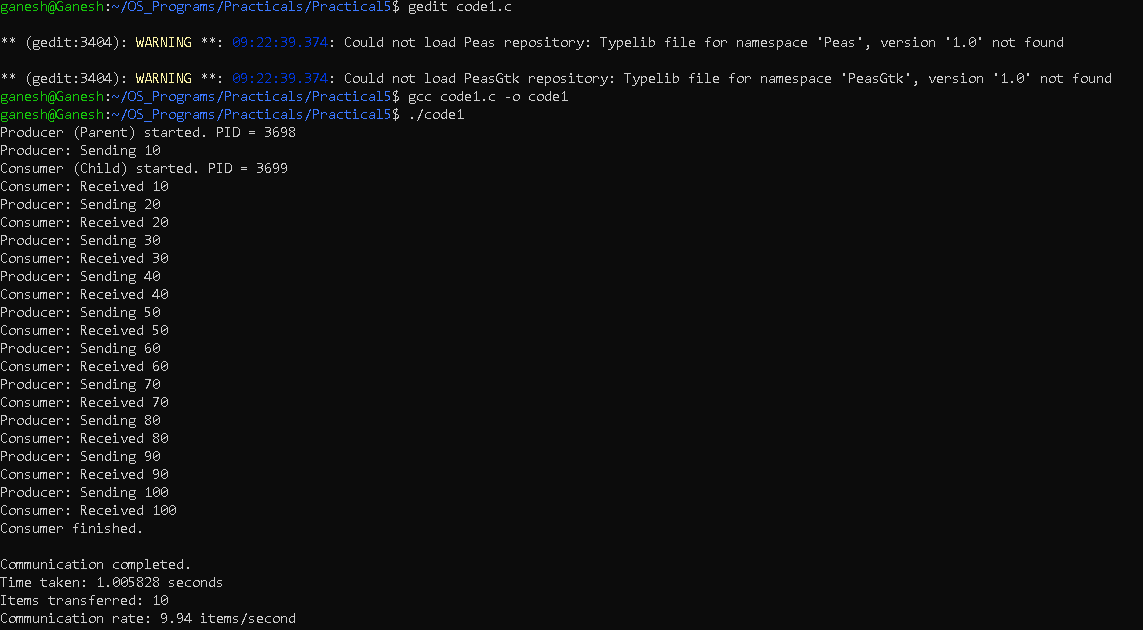 ganesh@Ganesh:~/OS_Programs/Practicals/Practical5$ gedit code1.c
** (gedit:3404): WARNING **: 09:22:39.374: Could not load Peas repository: Typelib file for namespace 'Peas', version '1.0' not found
** (gedit:3404): WARNING **: 09:22:39.374: Could not load PeasGtk repository: Typelib file for namespace 'PeasGtk', version '1.0' not found
ganesh@Ganesh:~/OS_Programs/Practicals/Practical5$ gcc code1.c -o code1
ganesh@Ganesh:~/OS_Programs/Practicals/Practical5$ ./code1
Producer (Parent) started. PID = 3698
Producer: Sending 10
Consumer (Child) started. PID = 3699
Consumer: Received 10
Producer: Sending 20
Consumer: Received 20
Producer: Sending 30
Consumer: Received 30
Producer: Sending 40
Consumer: Received 40
Producer: Sending 50
Consumer: Received 50
Producer: Sending 60
Consumer: Received 60
Producer: Sending 70
Consumer: Received 70
Producer: Sending 80
Consumer: Received 80
Producer: Sending 90
Consumer: Received 90
Producer: Sending 100
Consumer: Received 100
Consumer finished.
Communication completed.
Time taken: 1.005828 seconds
Items transferred: 10
Communication rate: 9.94 items/second